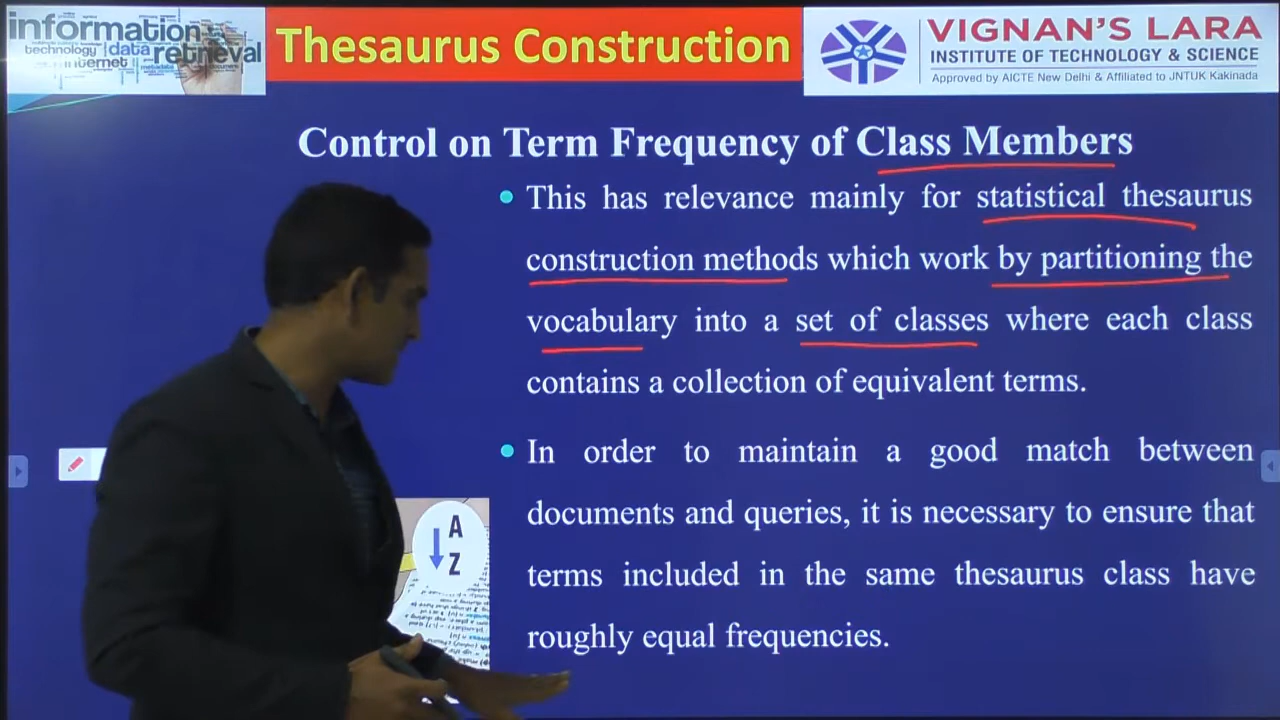 information
technology data
retrieval
internet
Thesaurus Construction
VIGNAN'S LARA
INSTITUTE OF TECHNOLOGY & SCIENCE
Approved by AICTE New Delhi & Affiliated to JNTUK Kakinada
Control on Term Frequency of Class Members
This has relevance mainly for statistical thesaurus
construction methods which work by partitioning the
vocabulary into a set of classes where each class
contains a collection of equivalent terms.
In order to maintain a good match between
documents and queries, it is necessary to ensure that
terms included in the same thesaurus class have
roughly equal frequencies.
A
Z